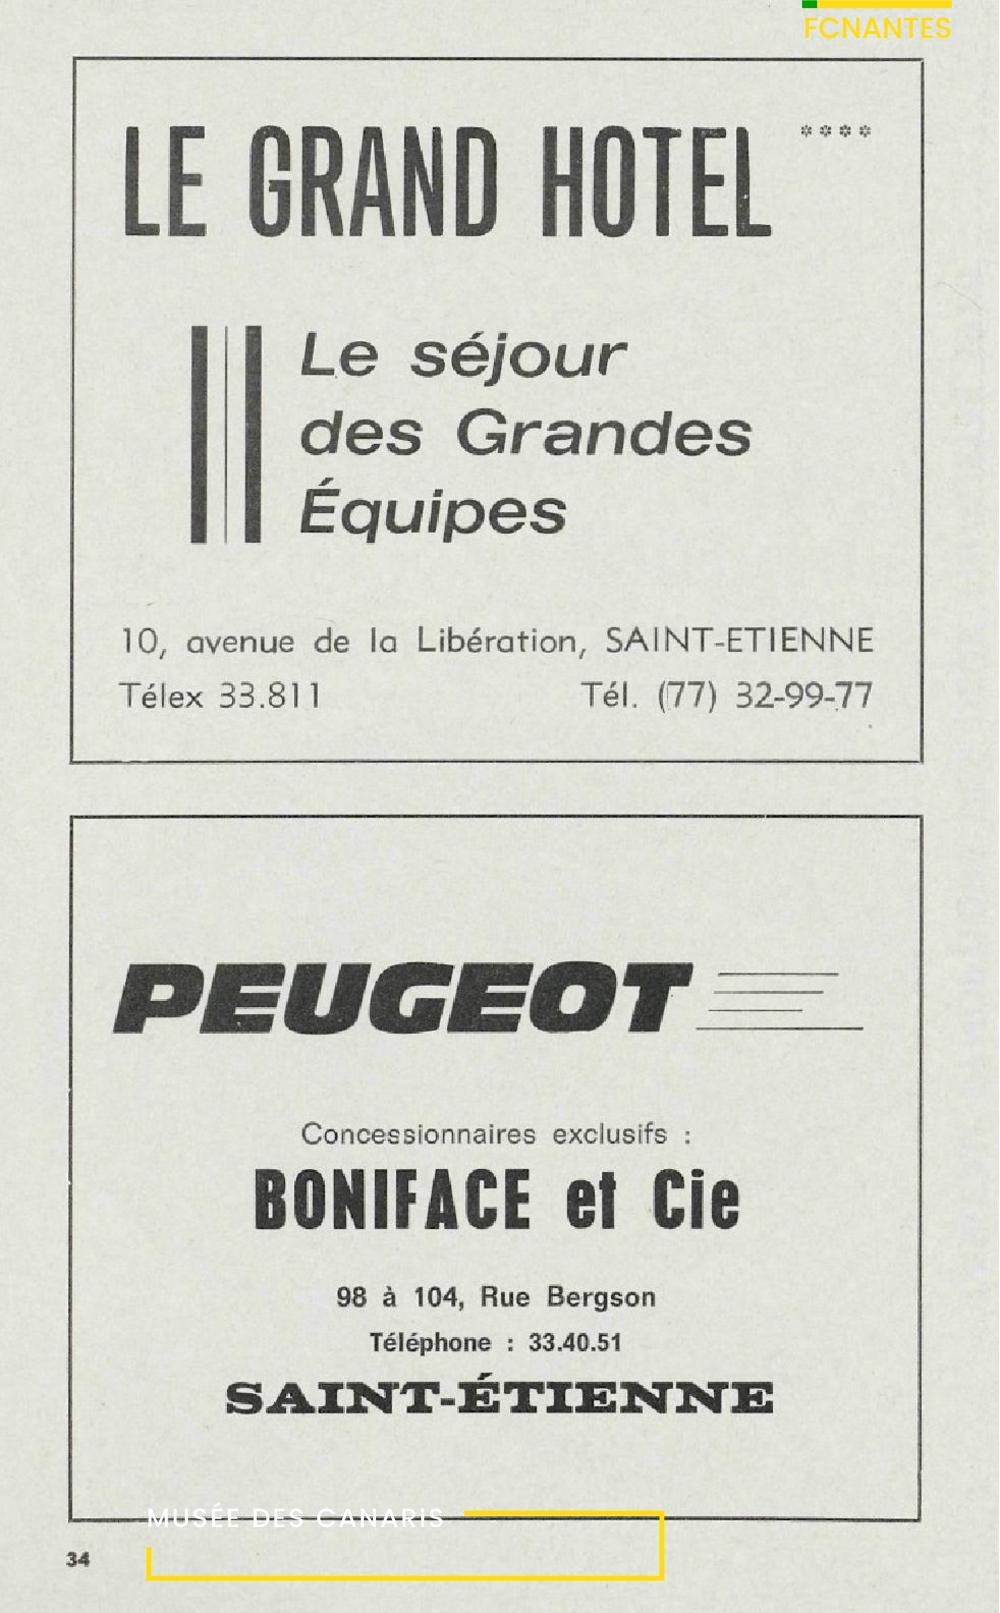 FCNANTES
LE GRAND HOTEL ****
Le séjour
des Grandes
Équipes
10, avenue de la Libération, SAINT-ETIENNE
Télex 33.811 Tél. (77) 32-99-77
PEUGEOT
Concessionnaires exclusifs :
BONIFACE et Cie
98 à 104, Rue Bergson
Téléphone : 33.40.51
SAINT-ÉTIENNE
MUSÉE DES CANARIS
34